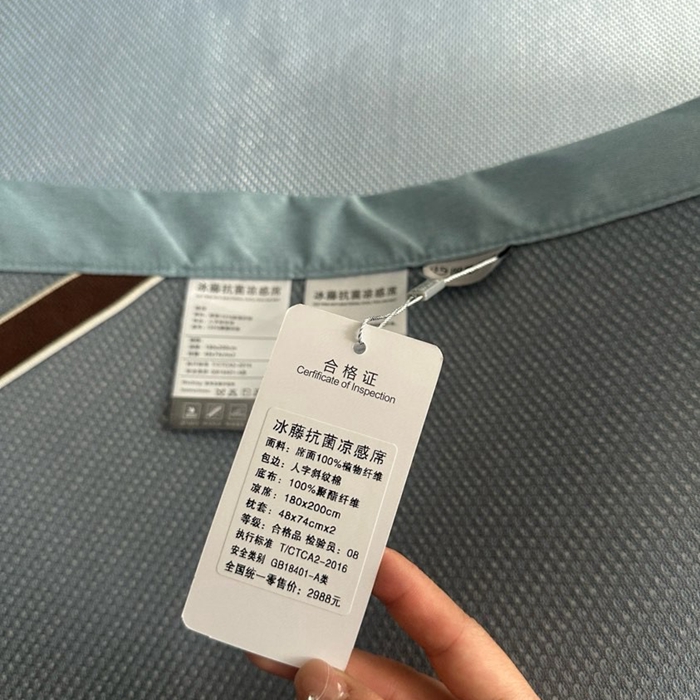 冰藤抗菌凉感席
冰藤抗菌凉感席
合格证
Cerfificate of Inspection
冰藤抗菌凉感席
面料：席面100%植物纤维
包边：人字斜纹棉
底布：100%聚酯纤维
凉席：180x200cm
枕套：48x74cmx2
等级：合格品 检验员：08
执行标准 T/CTCA2-2016
安全类别 GB18401-A类
全国统一零售价：2988元